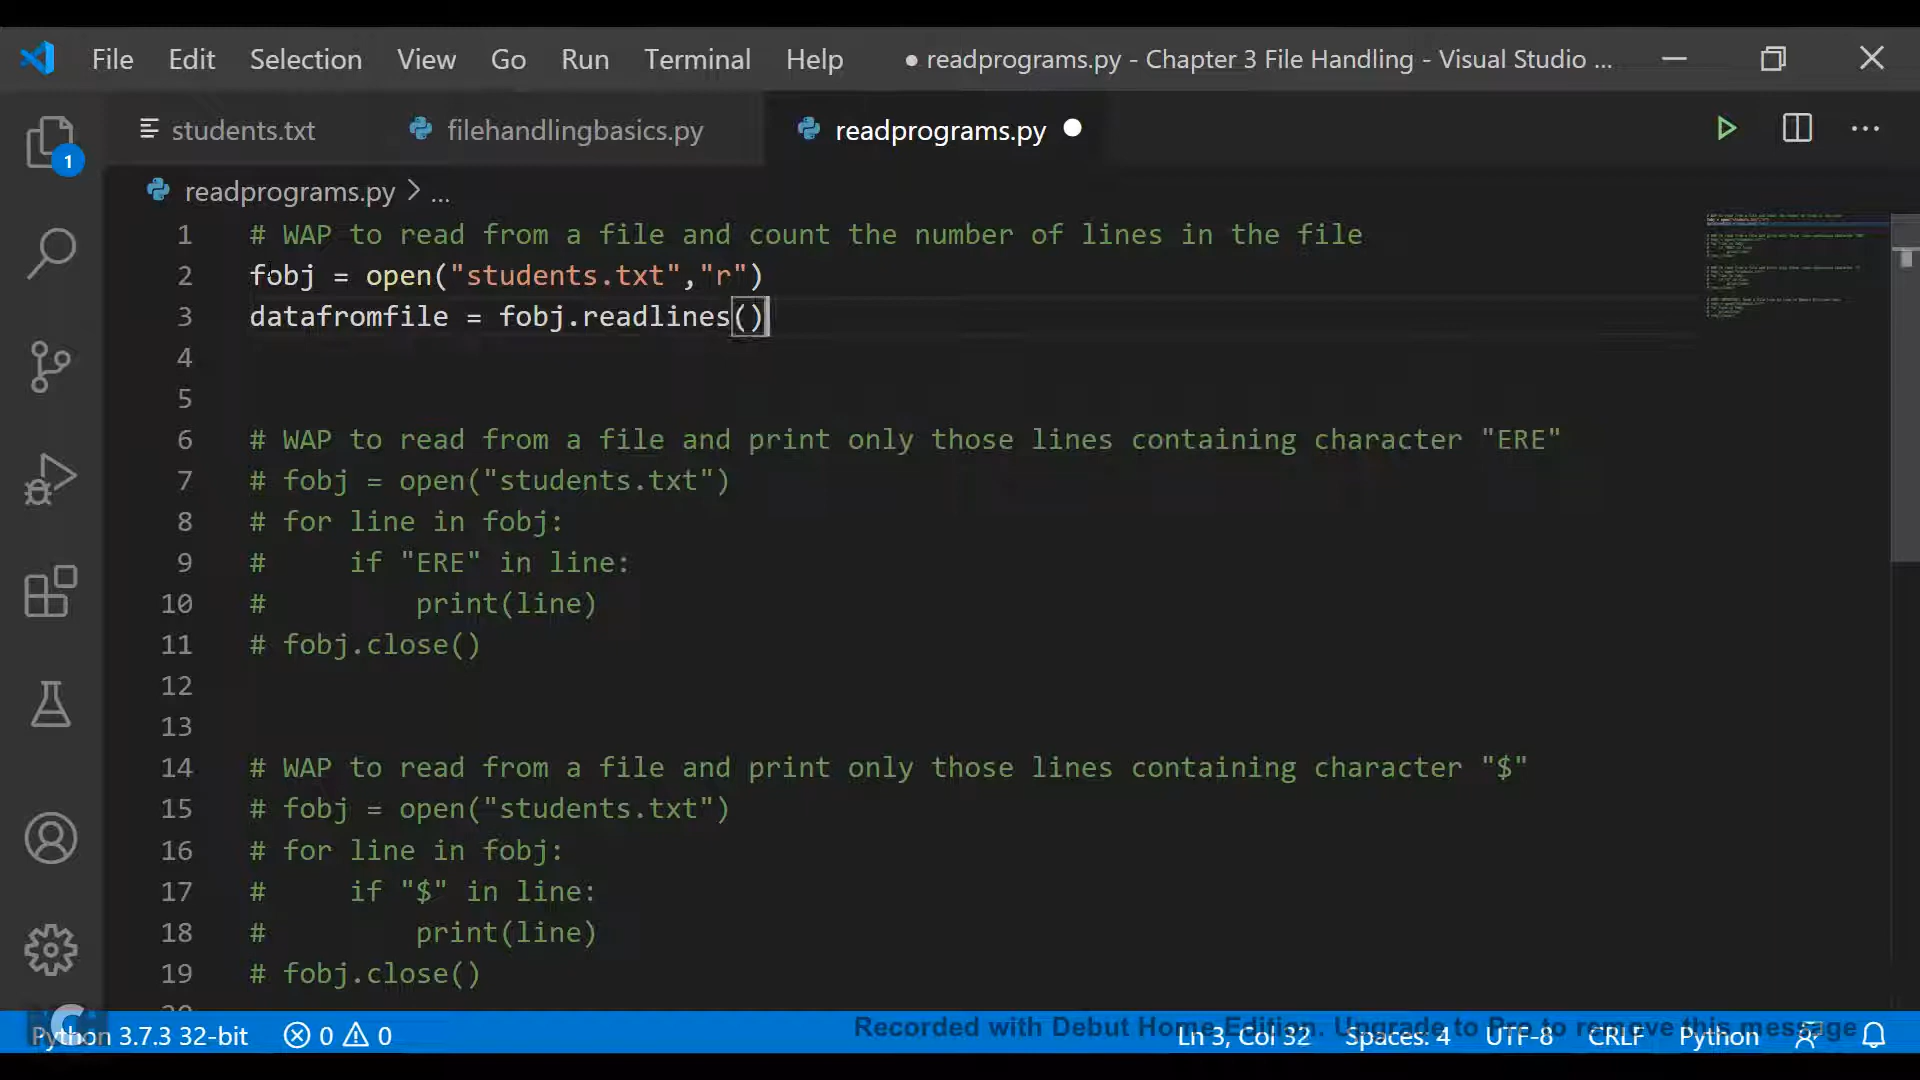 File Edit Selection View Go Run Terminal Help ● readprograms.py - Chapter 3 File Handling - Visual Studio ...
students.txt filehandlingbasics.py readprograms.py
1
readprograms.py > ...
1 # WAP to read from a file and count the number of lines in the file
2 fobj = open("students.txt","r")
3 datafromfile = fobj.readlines()
4
5
6 # WAP to read from a file and print only those lines containing character "ERE"
7 # fobj = open("students.txt")
8 # for line in fobj:
9 #     if "ERE" in line:
10 #         print(line)
11 # fobj.close()
12
13
14 # WAP to read from a file and print only those lines containing character "$"
15 # fobj = open("students.txt")
16 # for line in fobj:
17 #     if "$" in line:
18 #         print(line)
19 # fobj.close()
Recorded with Debut Home Edition. Upgrade to Pro to remove this message
Python 3.7.3 32-bit 0 0 Ln 3, Col 32 Spaces: 4 UTF-8 CRLF Python